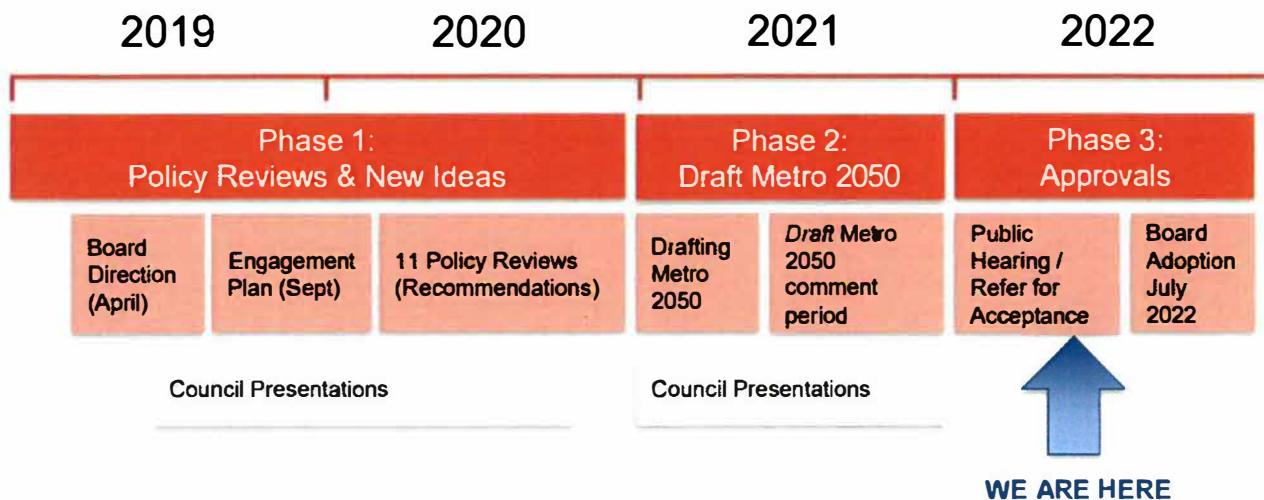 2019 2020 2021 2022
Phase 1:
Policy Reviews & New Ideas
Phase 2:
Draft Metro 2050
Phase 3:
Approvals
Board
Direction
(April)
Engagement
Plan (Sept)
11 Policy Reviews
(Recommendations)
Drafting
Metro
2050
Draft Metro
2050
comment
period
Public
Hearing /
Refer for
Acceptance
Board
Adoption
July
2022
Council Presentations
Council Presentations
WE ARE HERE